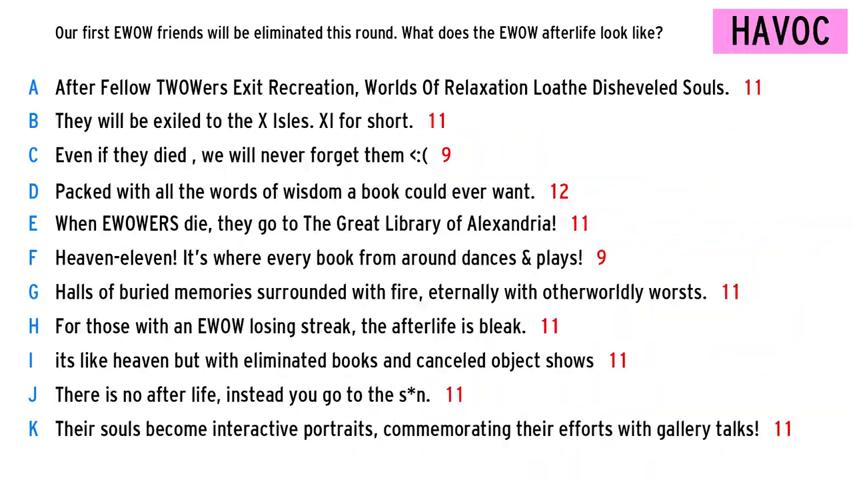 Our first EWOW friends will be eliminated this round. What does the EWOW afterlife look like?
HAVOC
A After Fellow TWOWers Exit Recreation, Worlds Of Relaxation Loathe Disheveled Souls. 11
B They will be exiled to the X Isles. XI for short. 11
C Even if they died , we will never forget them <:( 9
D Packed with all the words of wisdom a book could ever want. 12
E When EWOWERS die, they go to The Great Library of Alexandria! 11
F Heaven-eleven! It's where every book from around dances & plays! 9
G Halls of buried memories surrounded with fire, eternally with otherworldly worsts. 11
H For those with an EWOW losing streak, the afterlife is bleak. 11
I its like heaven but with eliminated books and canceled object shows 11
J There is no after life, instead you go to the s*n. 11
K Their souls become interactive portraits, commemorating their efforts with gallery talks! 11